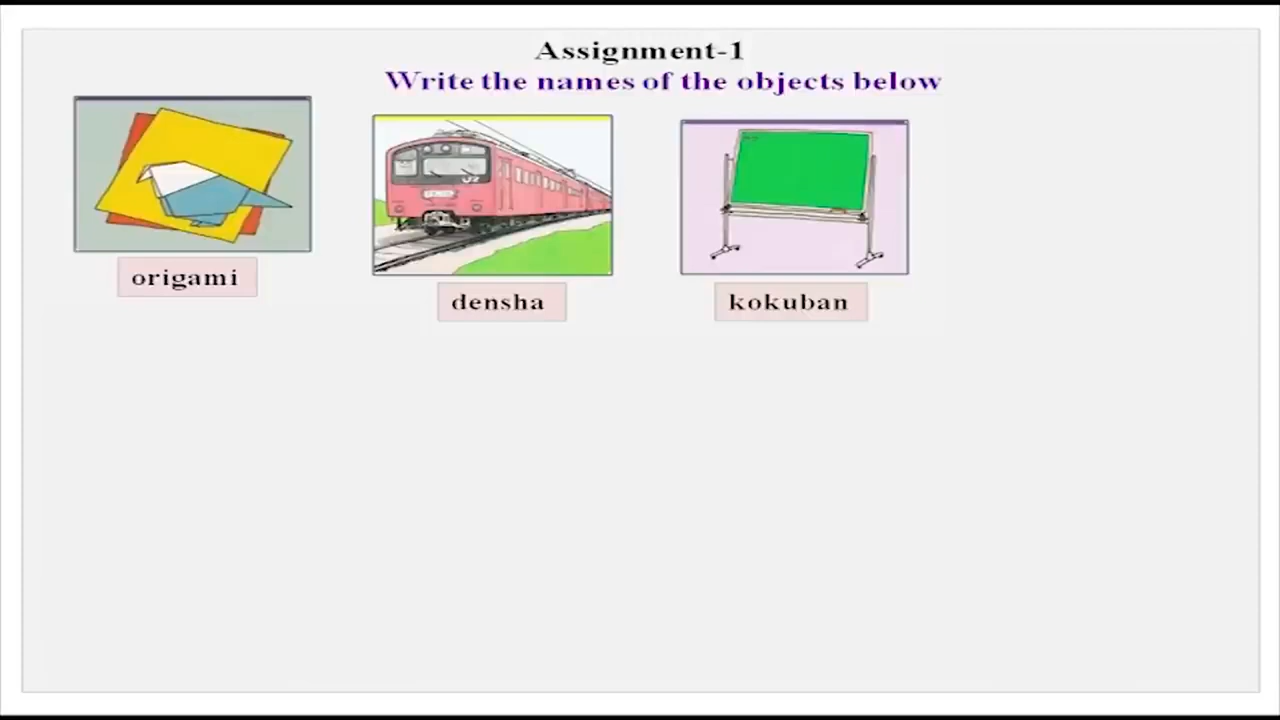 Assignment-1
Write the names of the objects below
origami
densha
kokuban